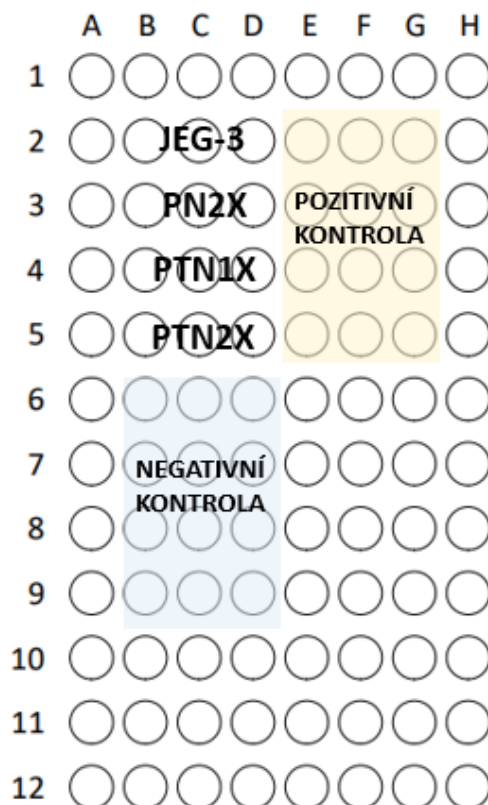 A B C D E F G H
1
2 JEG-3
3 PN2X POZITIVNÍ
KONTROLA
4 PTN1X
5 PTN2X
6
7 NEGATIVNÍ
KONTROLA
8
9
10
11
12